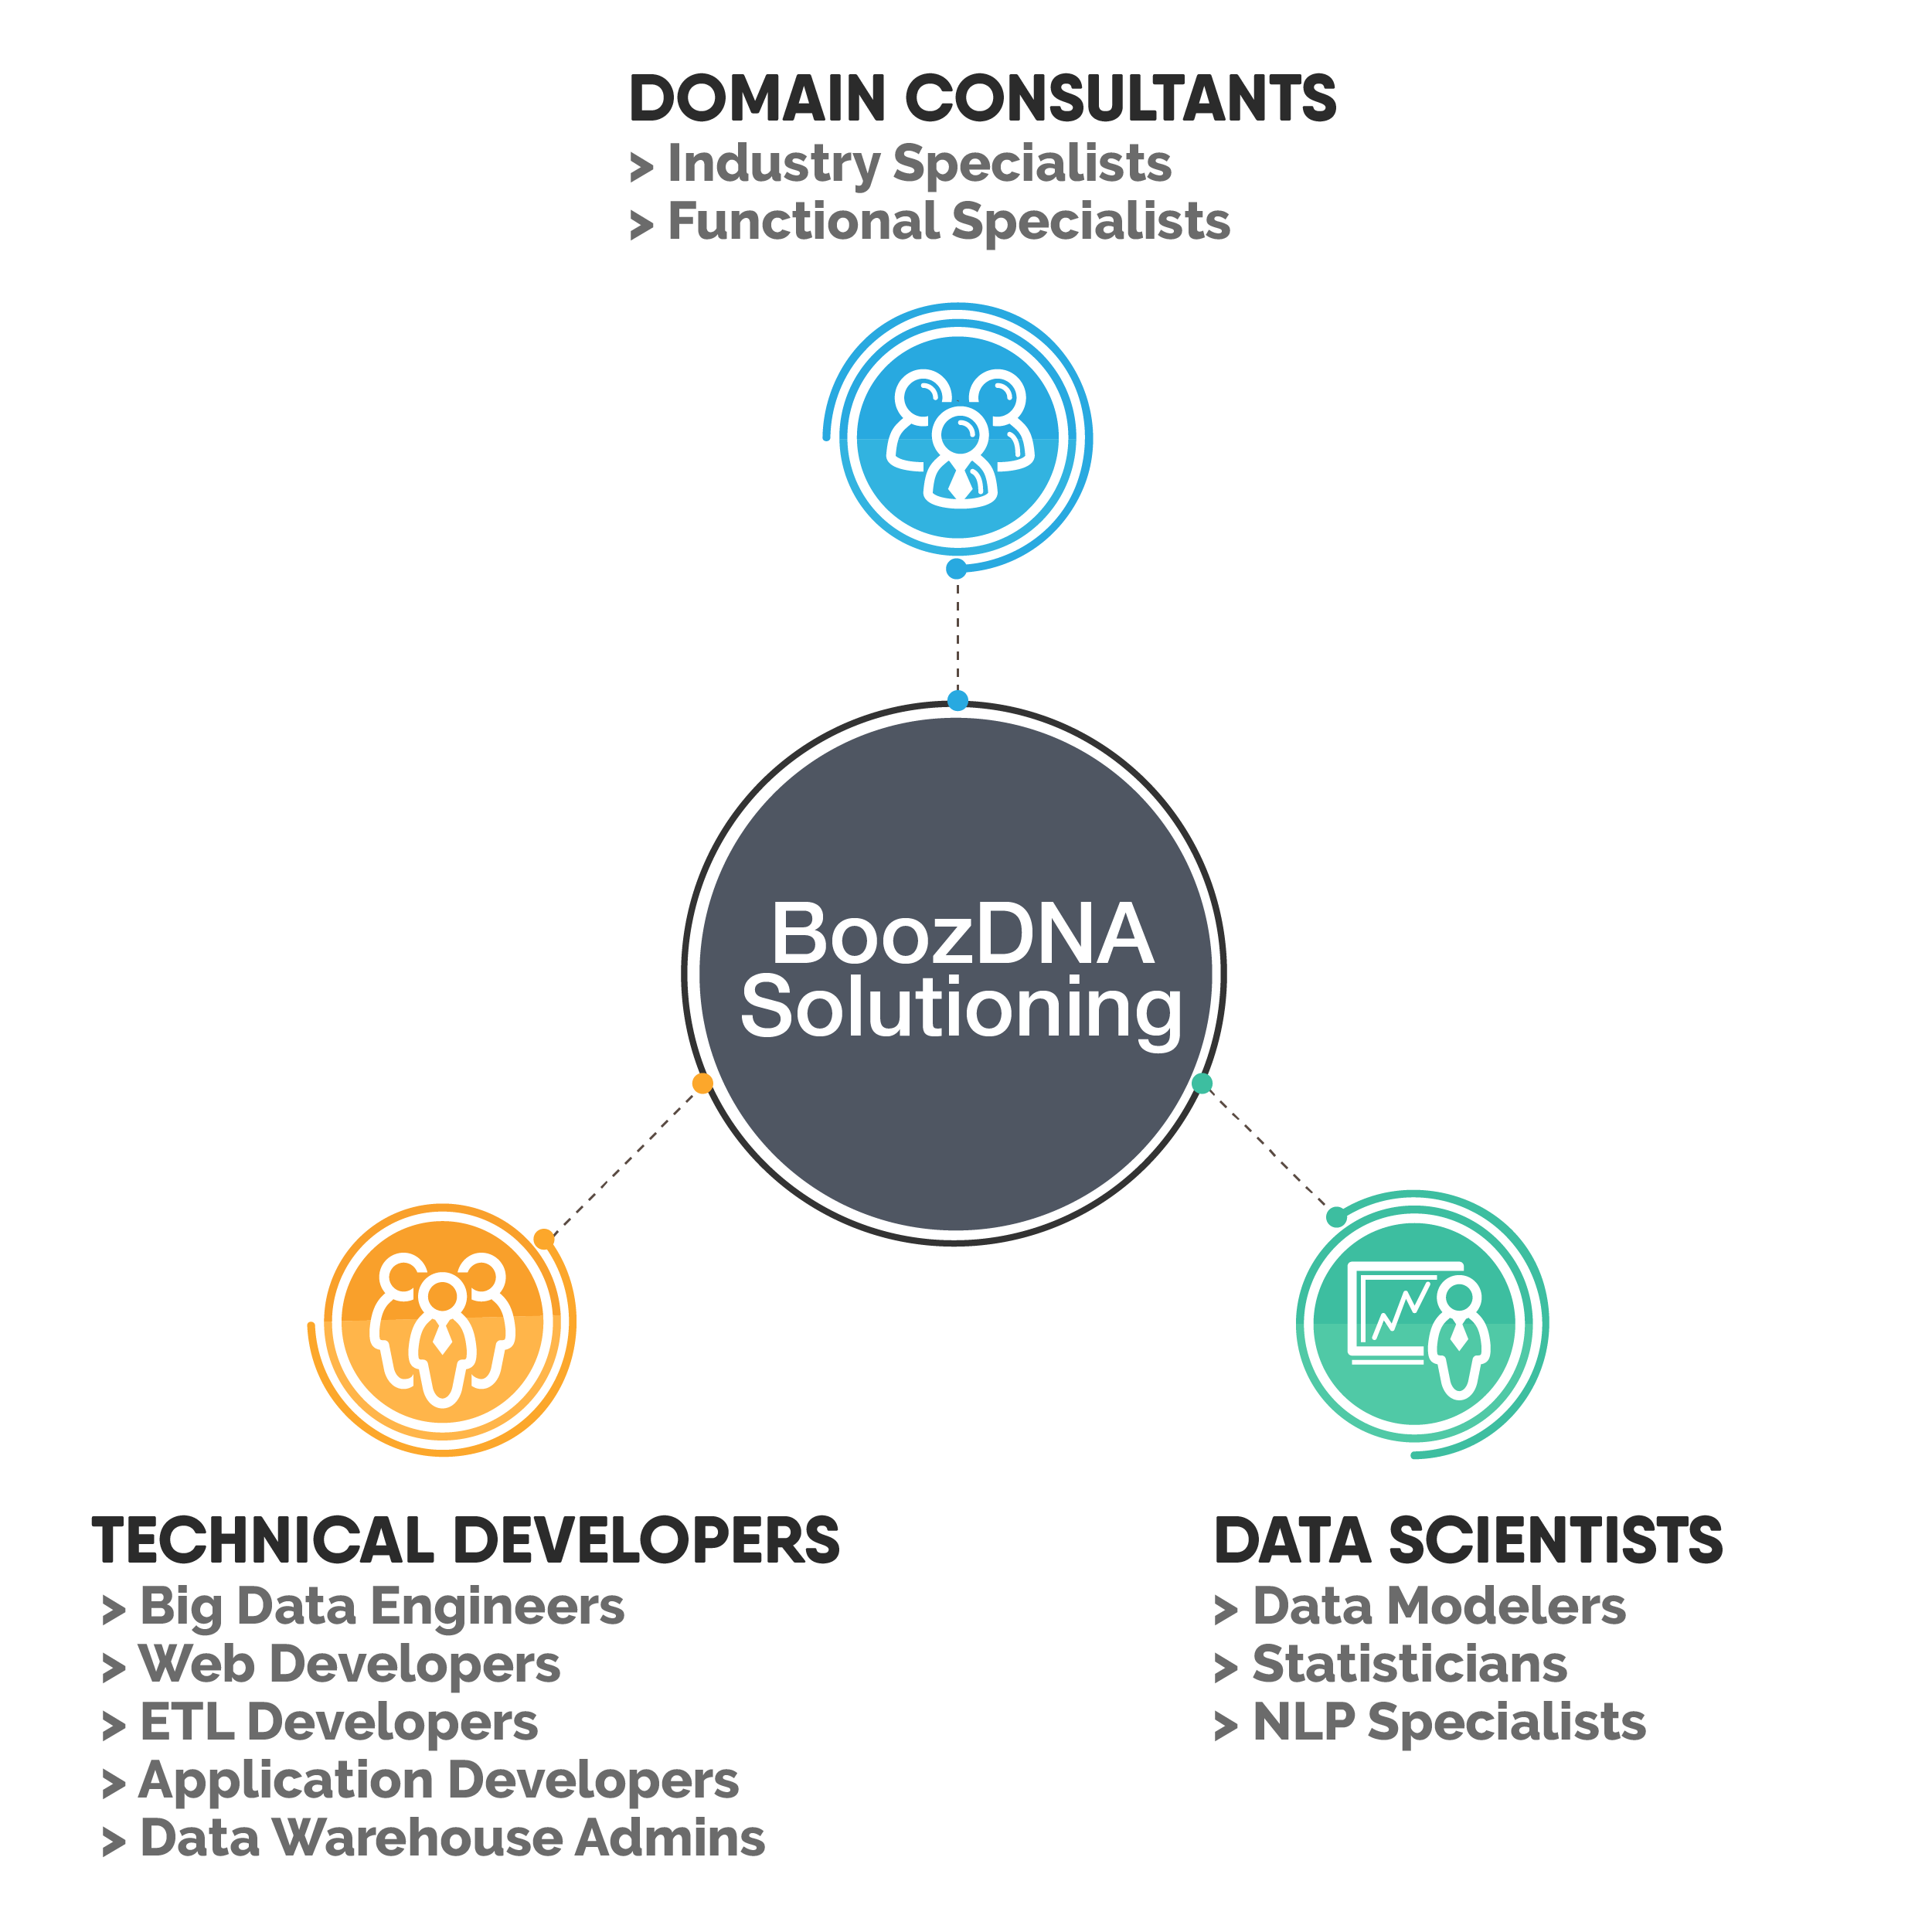 DOMAIN CONSULTANTS
> Industry Specialists
> Functional Specialists
BoozDNA
Solutioning
TECHNICAL DEVELOPERS
> Big Data Engineers
> Web Developers
> ETL Developers
> Application Developers
> Data Warehouse Admins
DATA SCIENTISTS
> Data Modelers
> Statisticians
> NLP Specialists